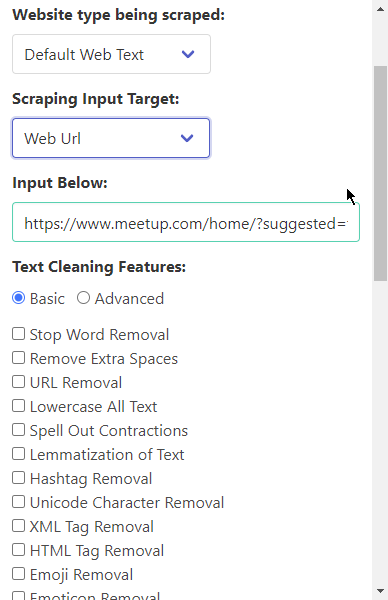 Website type being scraped:
Default Web Text
Scraping Input Target:
Web Url
Input Below:
https://www.meetup.com/home/?suggested=
Text Cleaning Features:
Basic Advanced
Stop Word Removal
Remove Extra Spaces
URL Removal
Lowercase All Text
Spell Out Contractions
Lemmatization of Text
Hashtag Removal
Unicode Character Removal
XML Tag Removal
HTML Tag Removal
Emoji Removal
Emoticon Removal